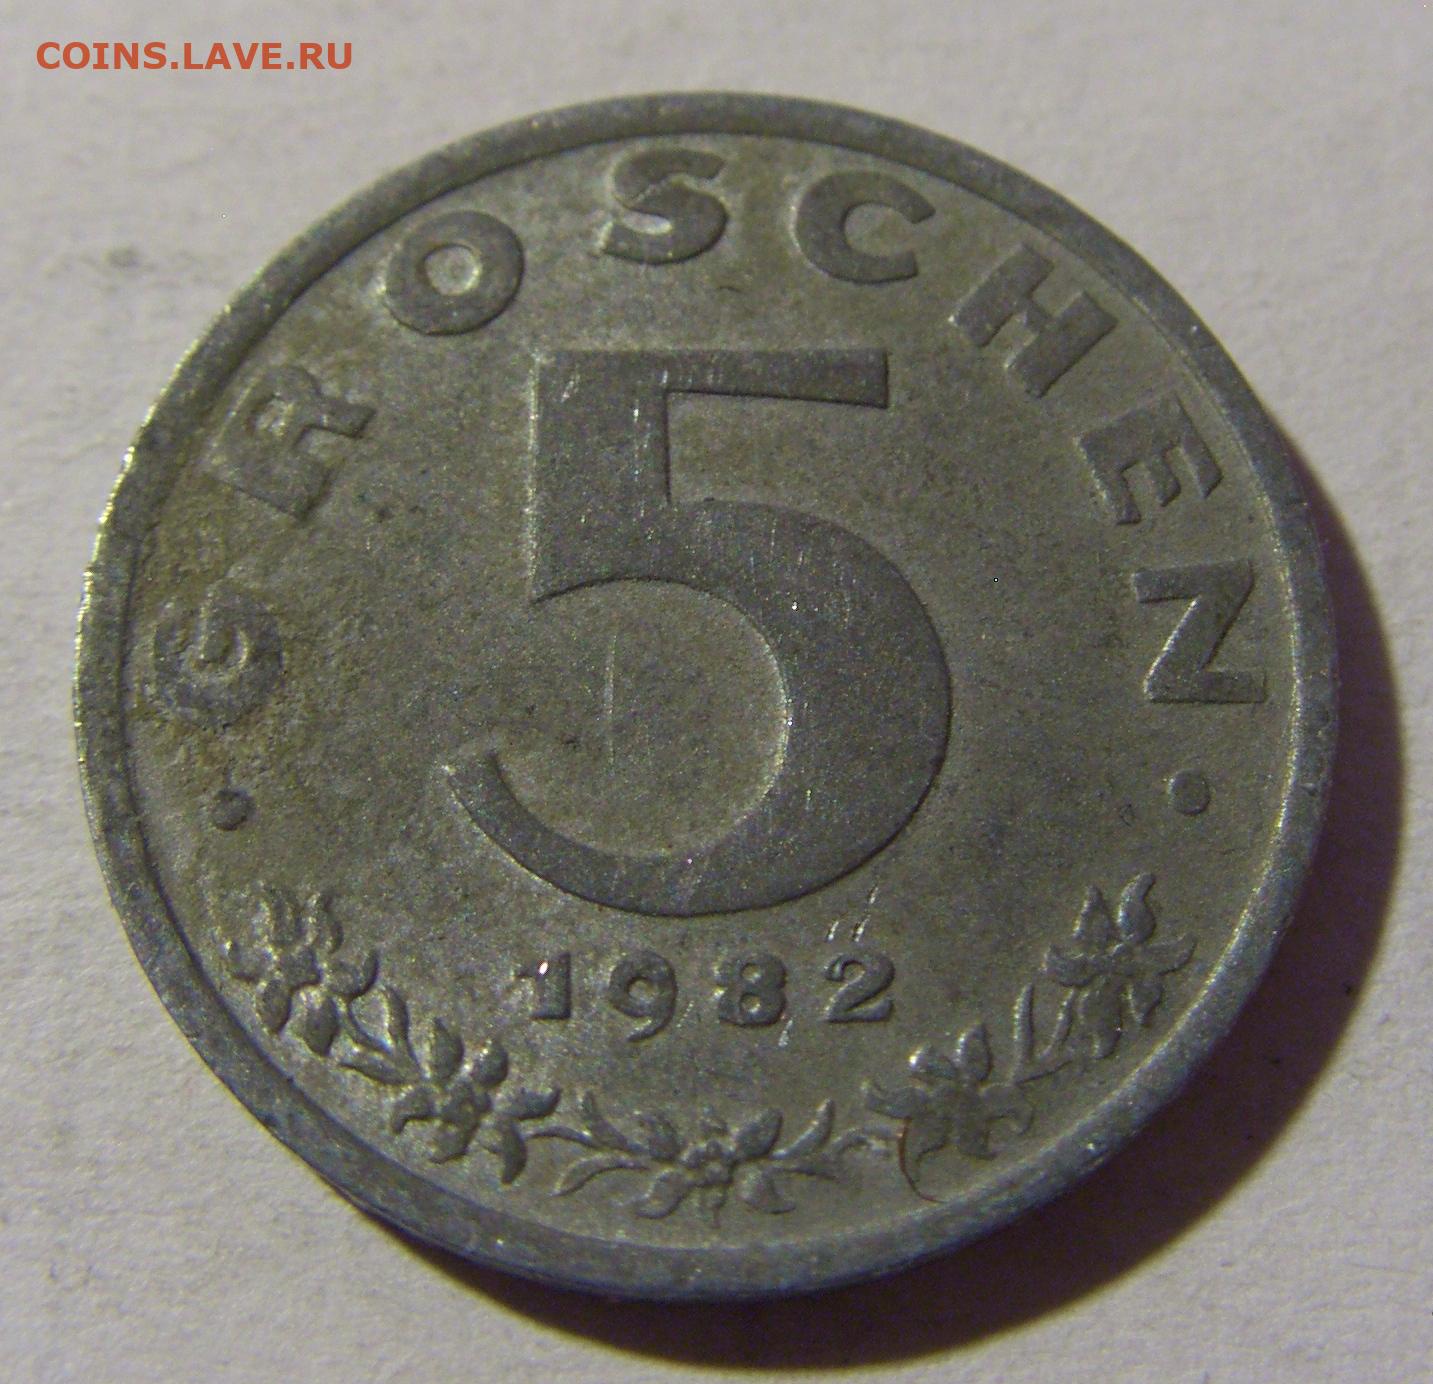 COINS.LAVE.RU
• GROSCHEN •
5
1982